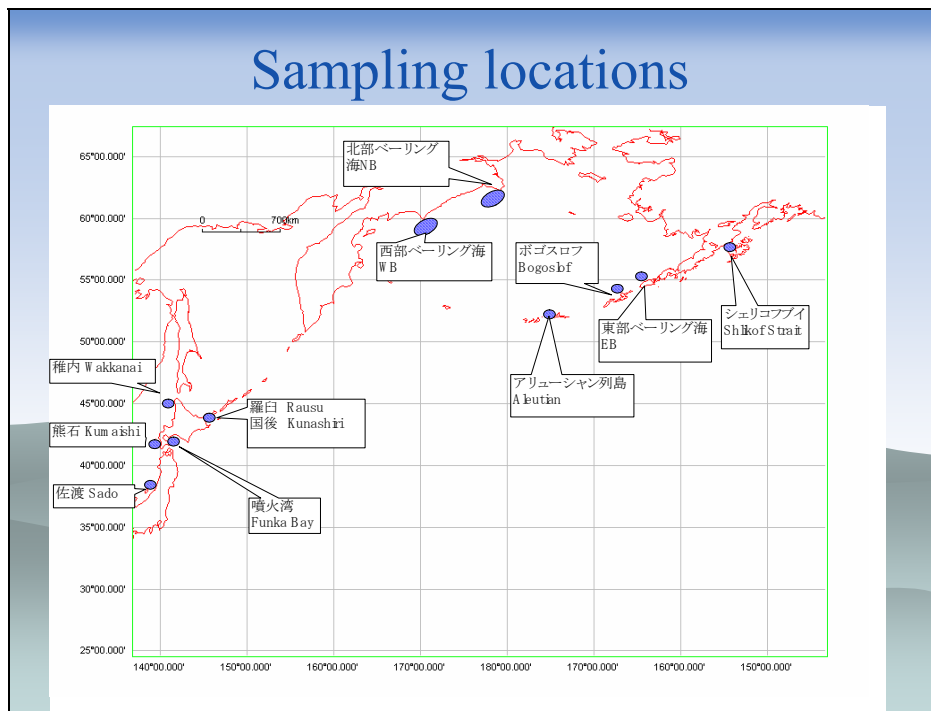 Sampling locations
65°00.000'
60°00.000'
55°00.000'
50°00.000'
45°00.000'
40°00.000'
35°00.000'
30°00.000'
25°00.000'
北部ベーリング
海NB
0 700km
西部ベーリング海
WB
ボゴスロフ
Bogoslof
東部ベーリング海
EB
シェリコフブイ
Shlikof Strait
アリューシャン列島
Aleutian
稚内 Wakkanai
羅臼 Rausu
国後 Kunashiri
熊石 Kumaishi
佐渡 Sado
噴火湾
Funka Bay
140°00.000' 150°00.000' 160°00.000' 170°00.000' 180°00.000' 170°00.000' 160°00.000' 150°00.000'